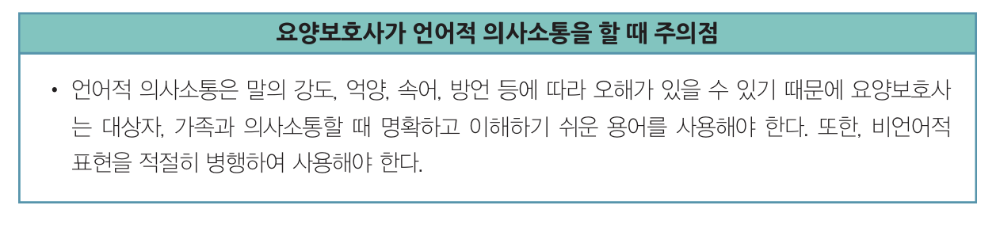 요양보호사가 언어적 의사소통을 할 때 주의점
• 언어적 의사소통은 말의 강도, 억양, 속어, 방언 등에 따라 오해가 있을 수 있기 때문에 요양보호사
는 대상자, 가족과 의사소통할 때 명확하고 이해하기 쉬운 용어를 사용해야 한다. 또한, 비언어적
표현을 적절히 병행하여 사용해야 한다.